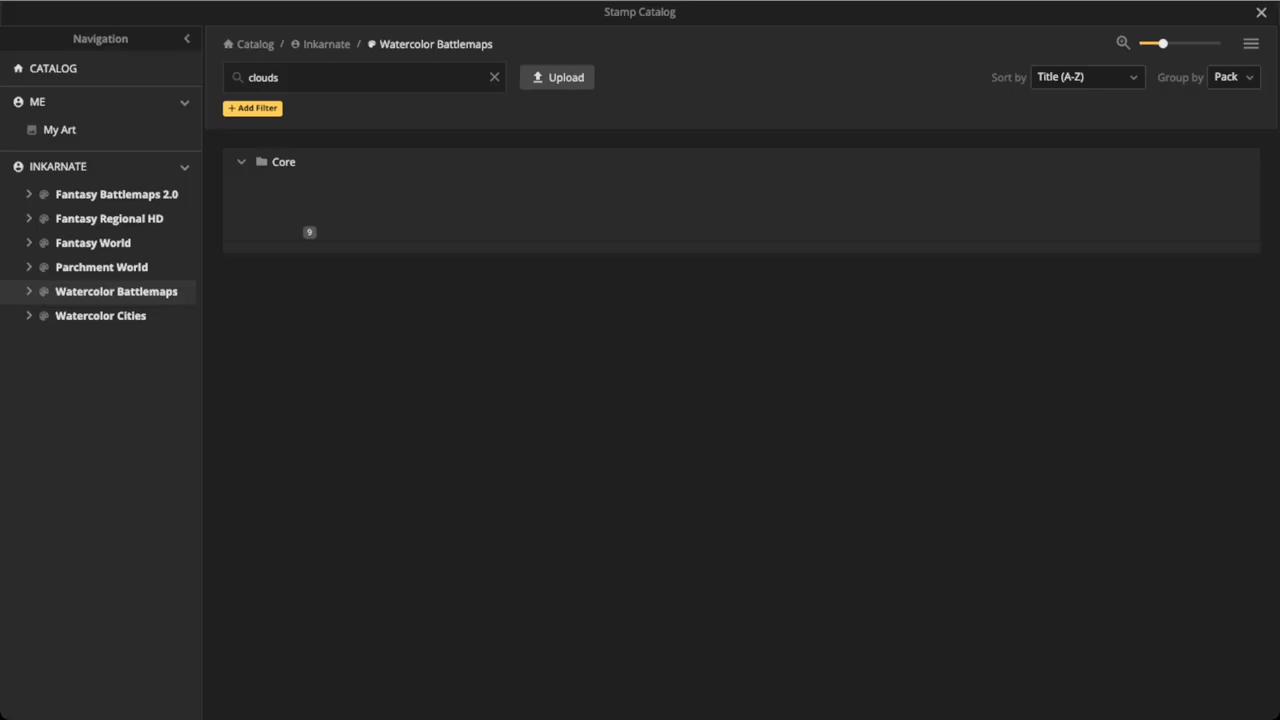 Stamp Catalog
Navigation
CATALOG
ME
My Art
INKARNATE
Fantasy Battlemaps 2.0
Fantasy Regional HD
Fantasy World
Parchment World
Watercolor Battlemaps
Watercolor Cities
Catalog / Inkarnate / Watercolor Battlemaps
clouds
Upload
Sort by Title (A-Z) Group by Pack
+ Add Filter
Core
9